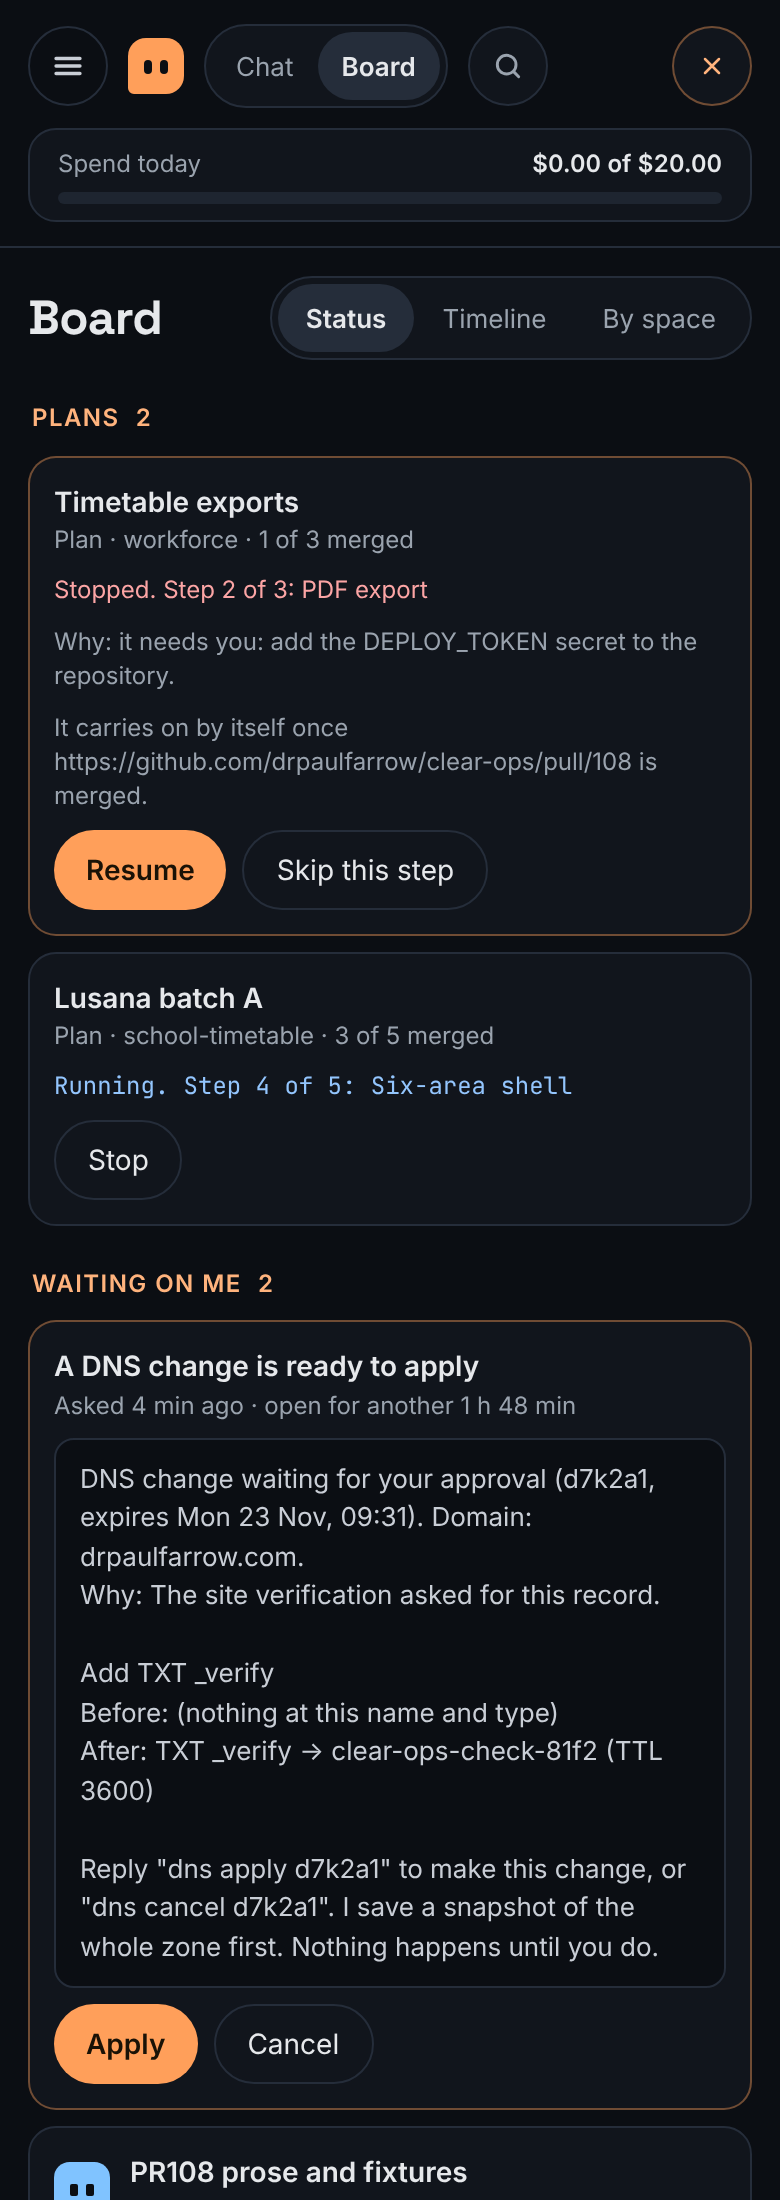 Chat
Board
Spend today
$0.00 of $20.00
Board
Status
Timeline
By space
PLANS 2
Timetable exports
Plan · workforce · 1 of 3 merged
Stopped. Step 2 of 3: PDF export
Why: it needs you: add the DEPLOY_TOKEN secret to the
repository.
It carries on by itself once
https://github.com/drpaulfarrow/clear-ops/pull/108 is
merged.
Resume
Skip this step
Lusana batch A
Plan · school-timetable · 3 of 5 merged
Running. Step 4 of 5: Six-area shell
Stop
WAITING ON ME 2
A DNS change is ready to apply
Asked 4 min ago · open for another 1 h 48 min
DNS change waiting for your approval (d7k2a1,
expires Mon 23 Nov, 09:31). Domain:
drpaulfarrow.com.
Why: The site verification asked for this record.
Add TXT _verify
Before: (nothing at this name and type)
After: TXT _verify → clear-ops-check-81f2 (TTL
3600)
Reply "dns apply d7k2a1" to make this change, or
"dns cancel d7k2a1". I save a snapshot of the
whole zone first. Nothing happens until you do.
Apply
Cancel
PR108 prose and fixtures